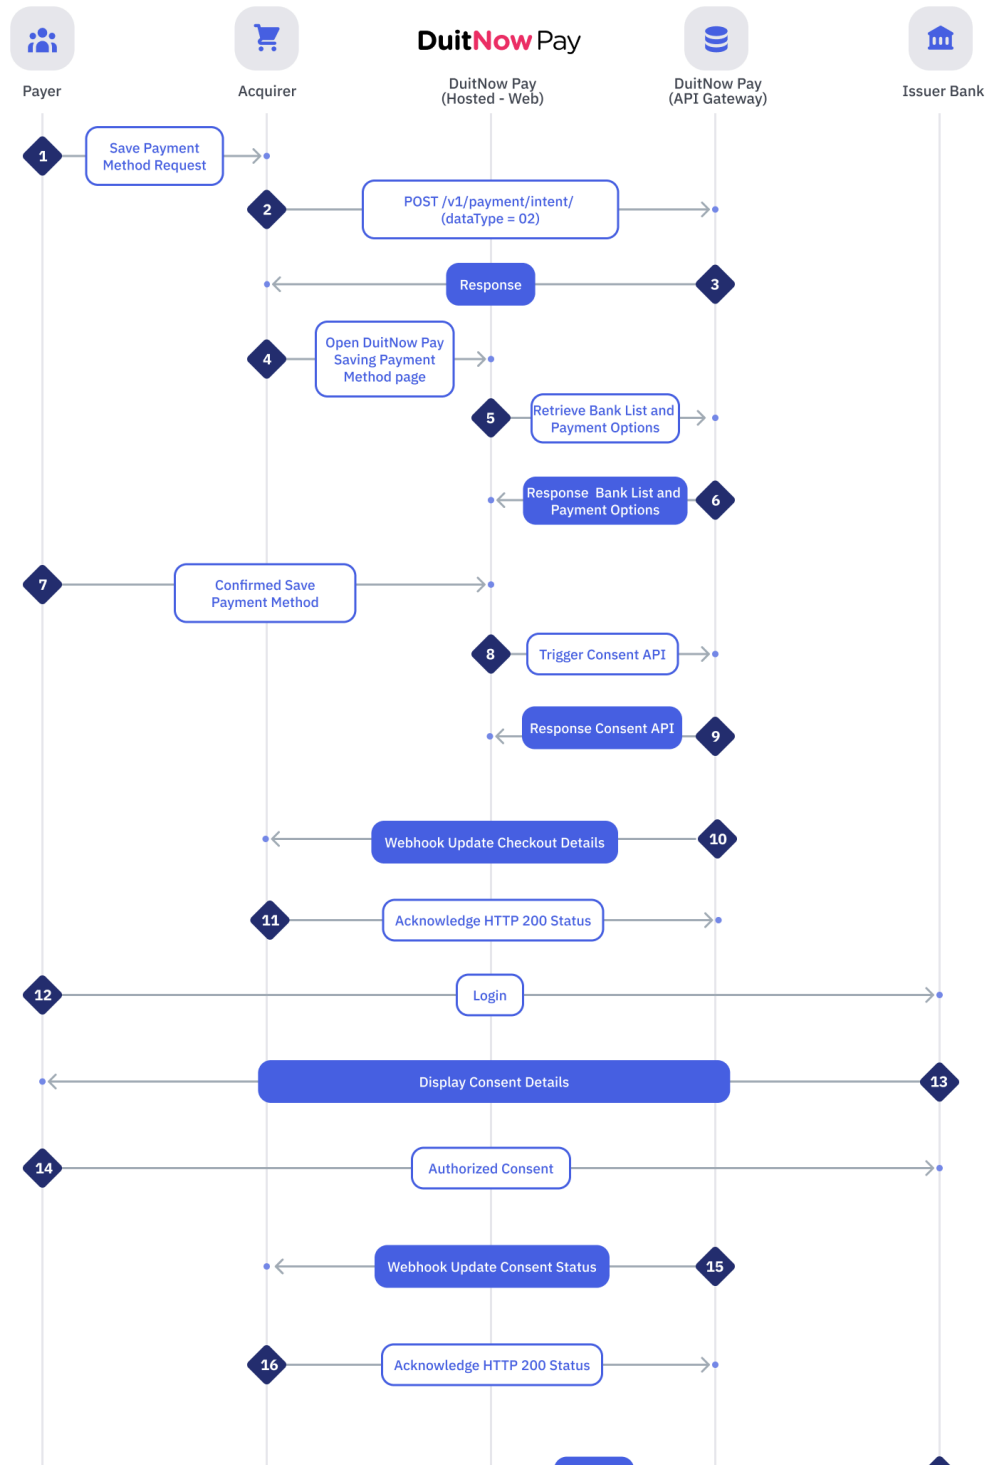 DuitNow Pay
Payer
Acquirer
DuitNow Pay
(Hosted - Web)
DuitNow Pay
(API Gateway)
Issuer Bank
1
Save Payment
Method Request
2
POST /v1/payment/intent/
(dataType = 02)
Response
3
4
Open DuitNow Pay
Saving Payment
Method page
5
Retrieve Bank List and
Payment Options
Response Bank List and
Payment Options
6
7
Confirmed Save
Payment Method
8
Trigger Consent API
Response Consent API
9
Webhook Update Checkout Details
10
11
Acknowledge HTTP 200 Status
12
Login
Display Consent Details
13
14
Authorized Consent
Webhook Update Consent Status
15
16
Acknowledge HTTP 200 Status